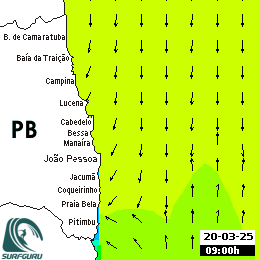 B. de Camaratuba
Baía da Traição
Campina
Lucena
Cabedelo
Bessa
PB
Manaíra
João Pessoa
Jacumã
Coqueirinho
Praia Bela
Pitimbu
20-03-25
SURFGURU
09:00h